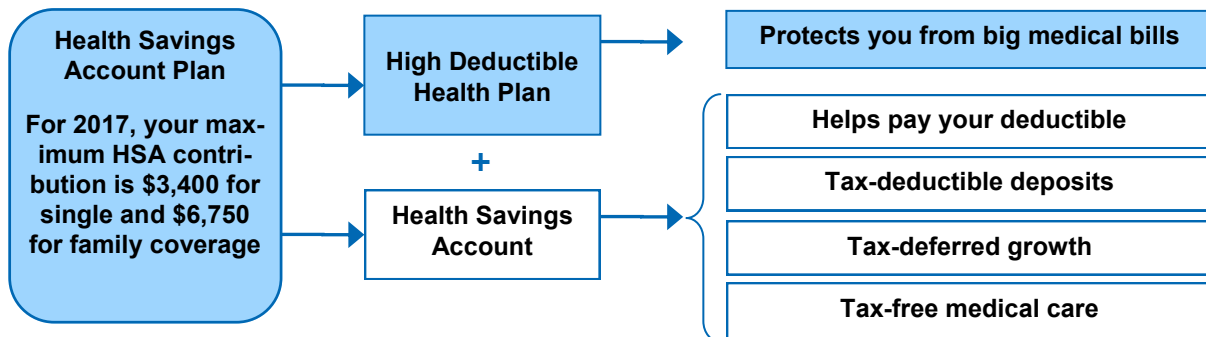 Health Savings
Account Plan
For 2017, your max-
imum HSA contri-
bution is $3,400 for
single and $6,750
for family coverage
High Deductible
Health Plan
+
Health Savings
Account
Protects you from big medical bills
Helps pay your deductible
Tax-deductible deposits
Tax-deferred growth
Tax-free medical care